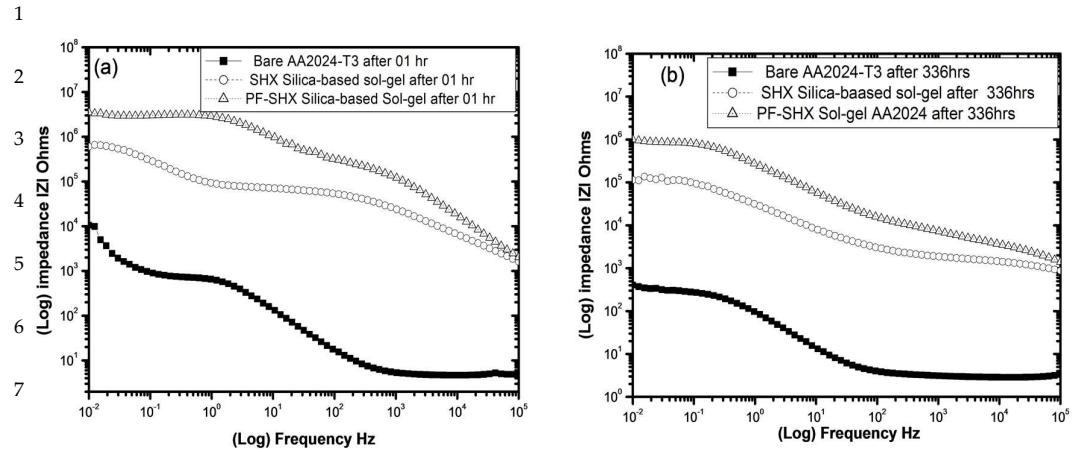 1
2
3
4
5
6
7
(a)
Bare AA2024-T3 after 01 hr
SHX Silica-based sol-gel after 01 hr
PF-SHX Silica-based Sol-gel after 01 hr
10^8
10^7
10^6
10^5
10^4
10^3
10^2
10^1
10^-2 10^-1 10^0 10^1 10^2 10^3 10^4 10^5
(Log) impedance IZI Ohms
(Log) Frequency Hz
(b)
Bare AA2024-T3 after 336hrs
SHX Silica-baased sol-gel after 336hrs
PF-SHX Sol-gel AA2024 after 336hrs
10^8
10^7
10^6
10^5
10^4
10^3
10^2
10^1
10^0
10^-2 10^-1 10^0 10^1 10^2 10^3 10^4 10^5
(Log) impedance IZI Ohms
(Log) Frequency Hz